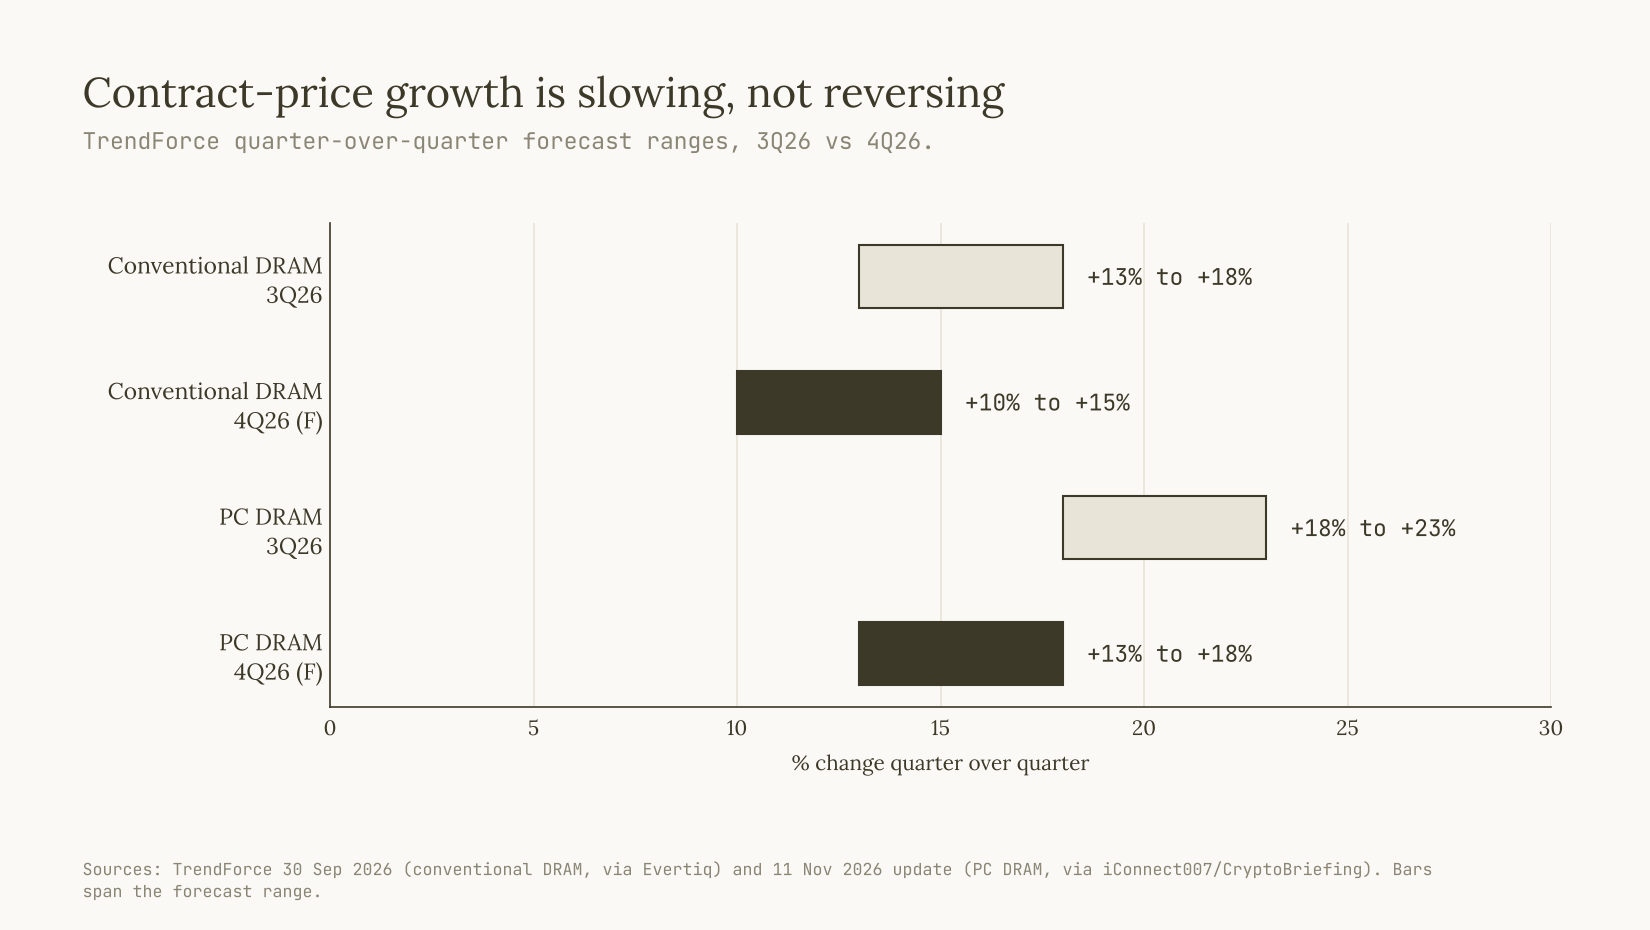 Contract-price growth is slowing, not reversing
TrendForce quarter-over-quarter forecast ranges, 3Q26 vs 4Q26.
Conventional DRAM
3Q26
+13% to +18%
Conventional DRAM
4Q26 (F)
+10% to +15%
PC DRAM
3Q26
+18% to +23%
PC DRAM
4Q26 (F)
+13% to +18%
0 5 10 15 20 25 30
% change quarter over quarter
Sources: TrendForce 30 Sep 2026 (conventional DRAM, via Evertiq) and 11 Nov 2026 update (PC DRAM, via iConnect007/CryptoBriefing). Bars
span the forecast range.